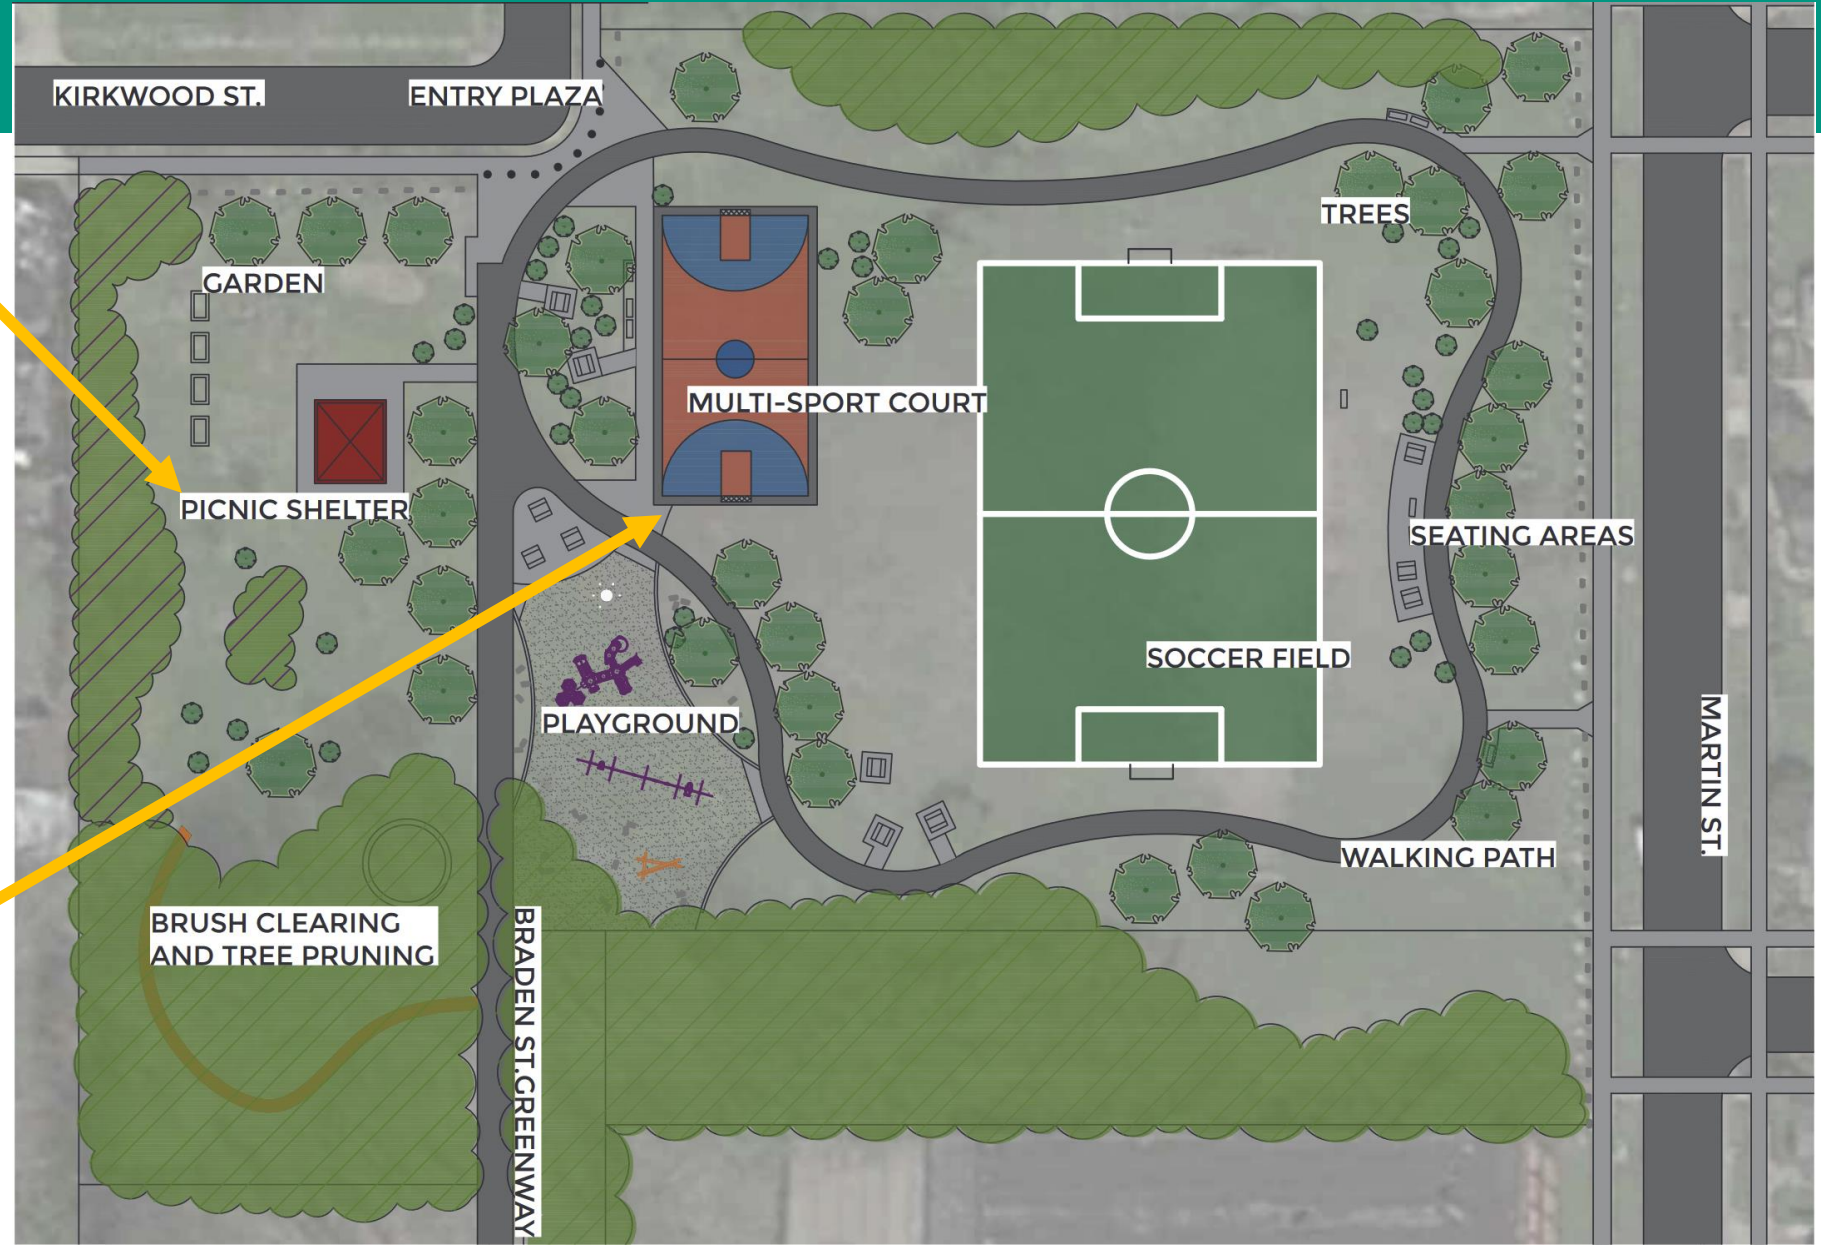 KIRKWOOD ST.
ENTRY PLAZA
TREES
GARDEN
MULTI-SPORT COURT
PICNIC SHELTER
SEATING AREAS
SOCCER FIELD
PLAYGROUND
MARTIN ST.
WALKING PATH
BRUSH CLEARING
AND TREE PRUNING
BRADEN ST.GREENWAY